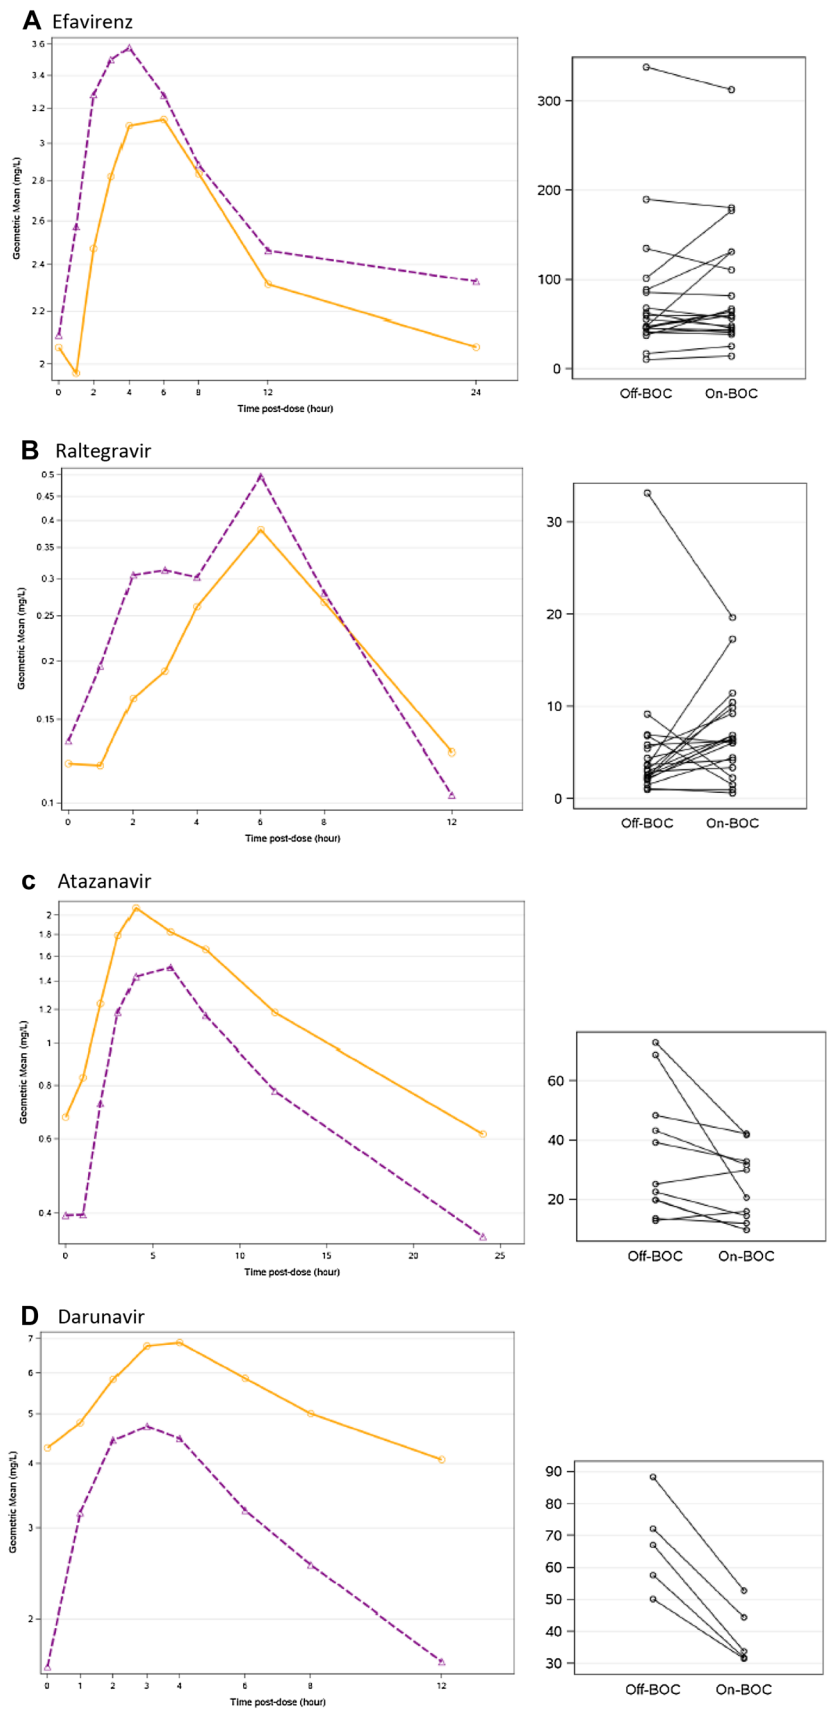 A Efavirenz
3.6
3.4
3.2
3
2.8
2.6
2.4
2.2
2
Geometric Mean (mg/L)
0 2 4 6 8 12 24
Time post-dose (hour)
300
200
100
0
Off-BOC On-BOC
B Raltegravir
0.5
0.45
0.4
0.35
0.3
0.25
0.2
0.15
0.1
Geometric Mean (mg/L)
0 2 4 6 8 12
Time post-dose (hour)
30
20
10
0
Off-BOC On-BOC
c Atazanavir
2
1.8
1.6
1.4
1.2
1
0.8
0.6
0.4
Geometric Mean (mg/L)
0 5 10 15 20 25
Time post-dose (hour)
60
40
20
Off-BOC On-BOC
D Darunavir
7
6
5
4
3
2
Geometric Mean (mg/L)
0 1 2 3 4 6 8 12
Time post-dose (hour)
90
80
70
60
50
40
30
Off-BOC On-BOC